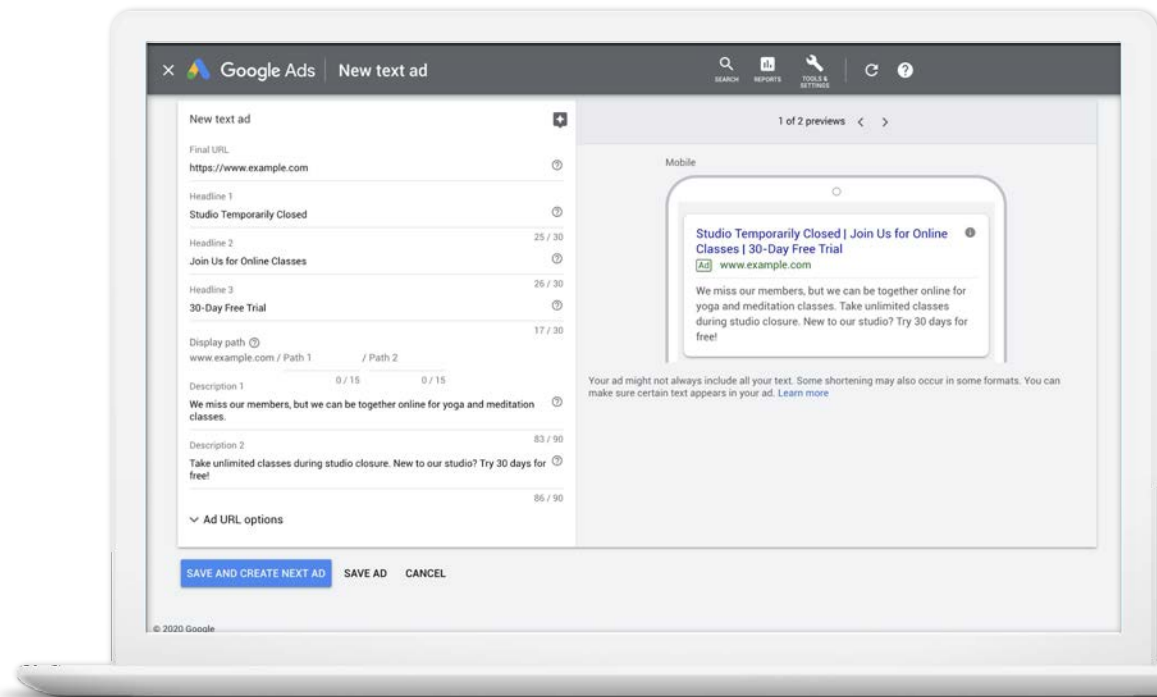 Google Ads New text ad
SEARCH
REPORTS
TOOLS &
SETTINGS
New text ad
Final URL
https://www.example.com
Headline 1
Studio Temporarily Closed
25 / 30
Headline 2
Join Us for Online Classes
26 / 30
Headline 3
30-Day Free Trial
17 / 30
Display path
www.example.com / Path 1 / Path 2
0 / 15 0 / 15
Description 1
We miss our members, but we can be together online for yoga and meditation
classes.
83 / 90
Description 2
Take unlimited classes during studio closure. New to our studio? Try 30 days for
free!
86 / 90
Ad URL options
1 of 2 previews
Mobile
Studio Temporarily Closed | Join Us for Online
Classes | 30-Day Free Trial
Ad www.example.com
We miss our members, but we can be together online for
yoga and meditation classes. Take unlimited classes
during studio closure. New to our studio? Try 30 days for
free!
Your ad might not always include all your text. Some shortening may also occur in some formats. You can
make sure certain text appears in your ad. Learn more
SAVE AND CREATE NEXT AD SAVE AD CANCEL
© 2020 Google